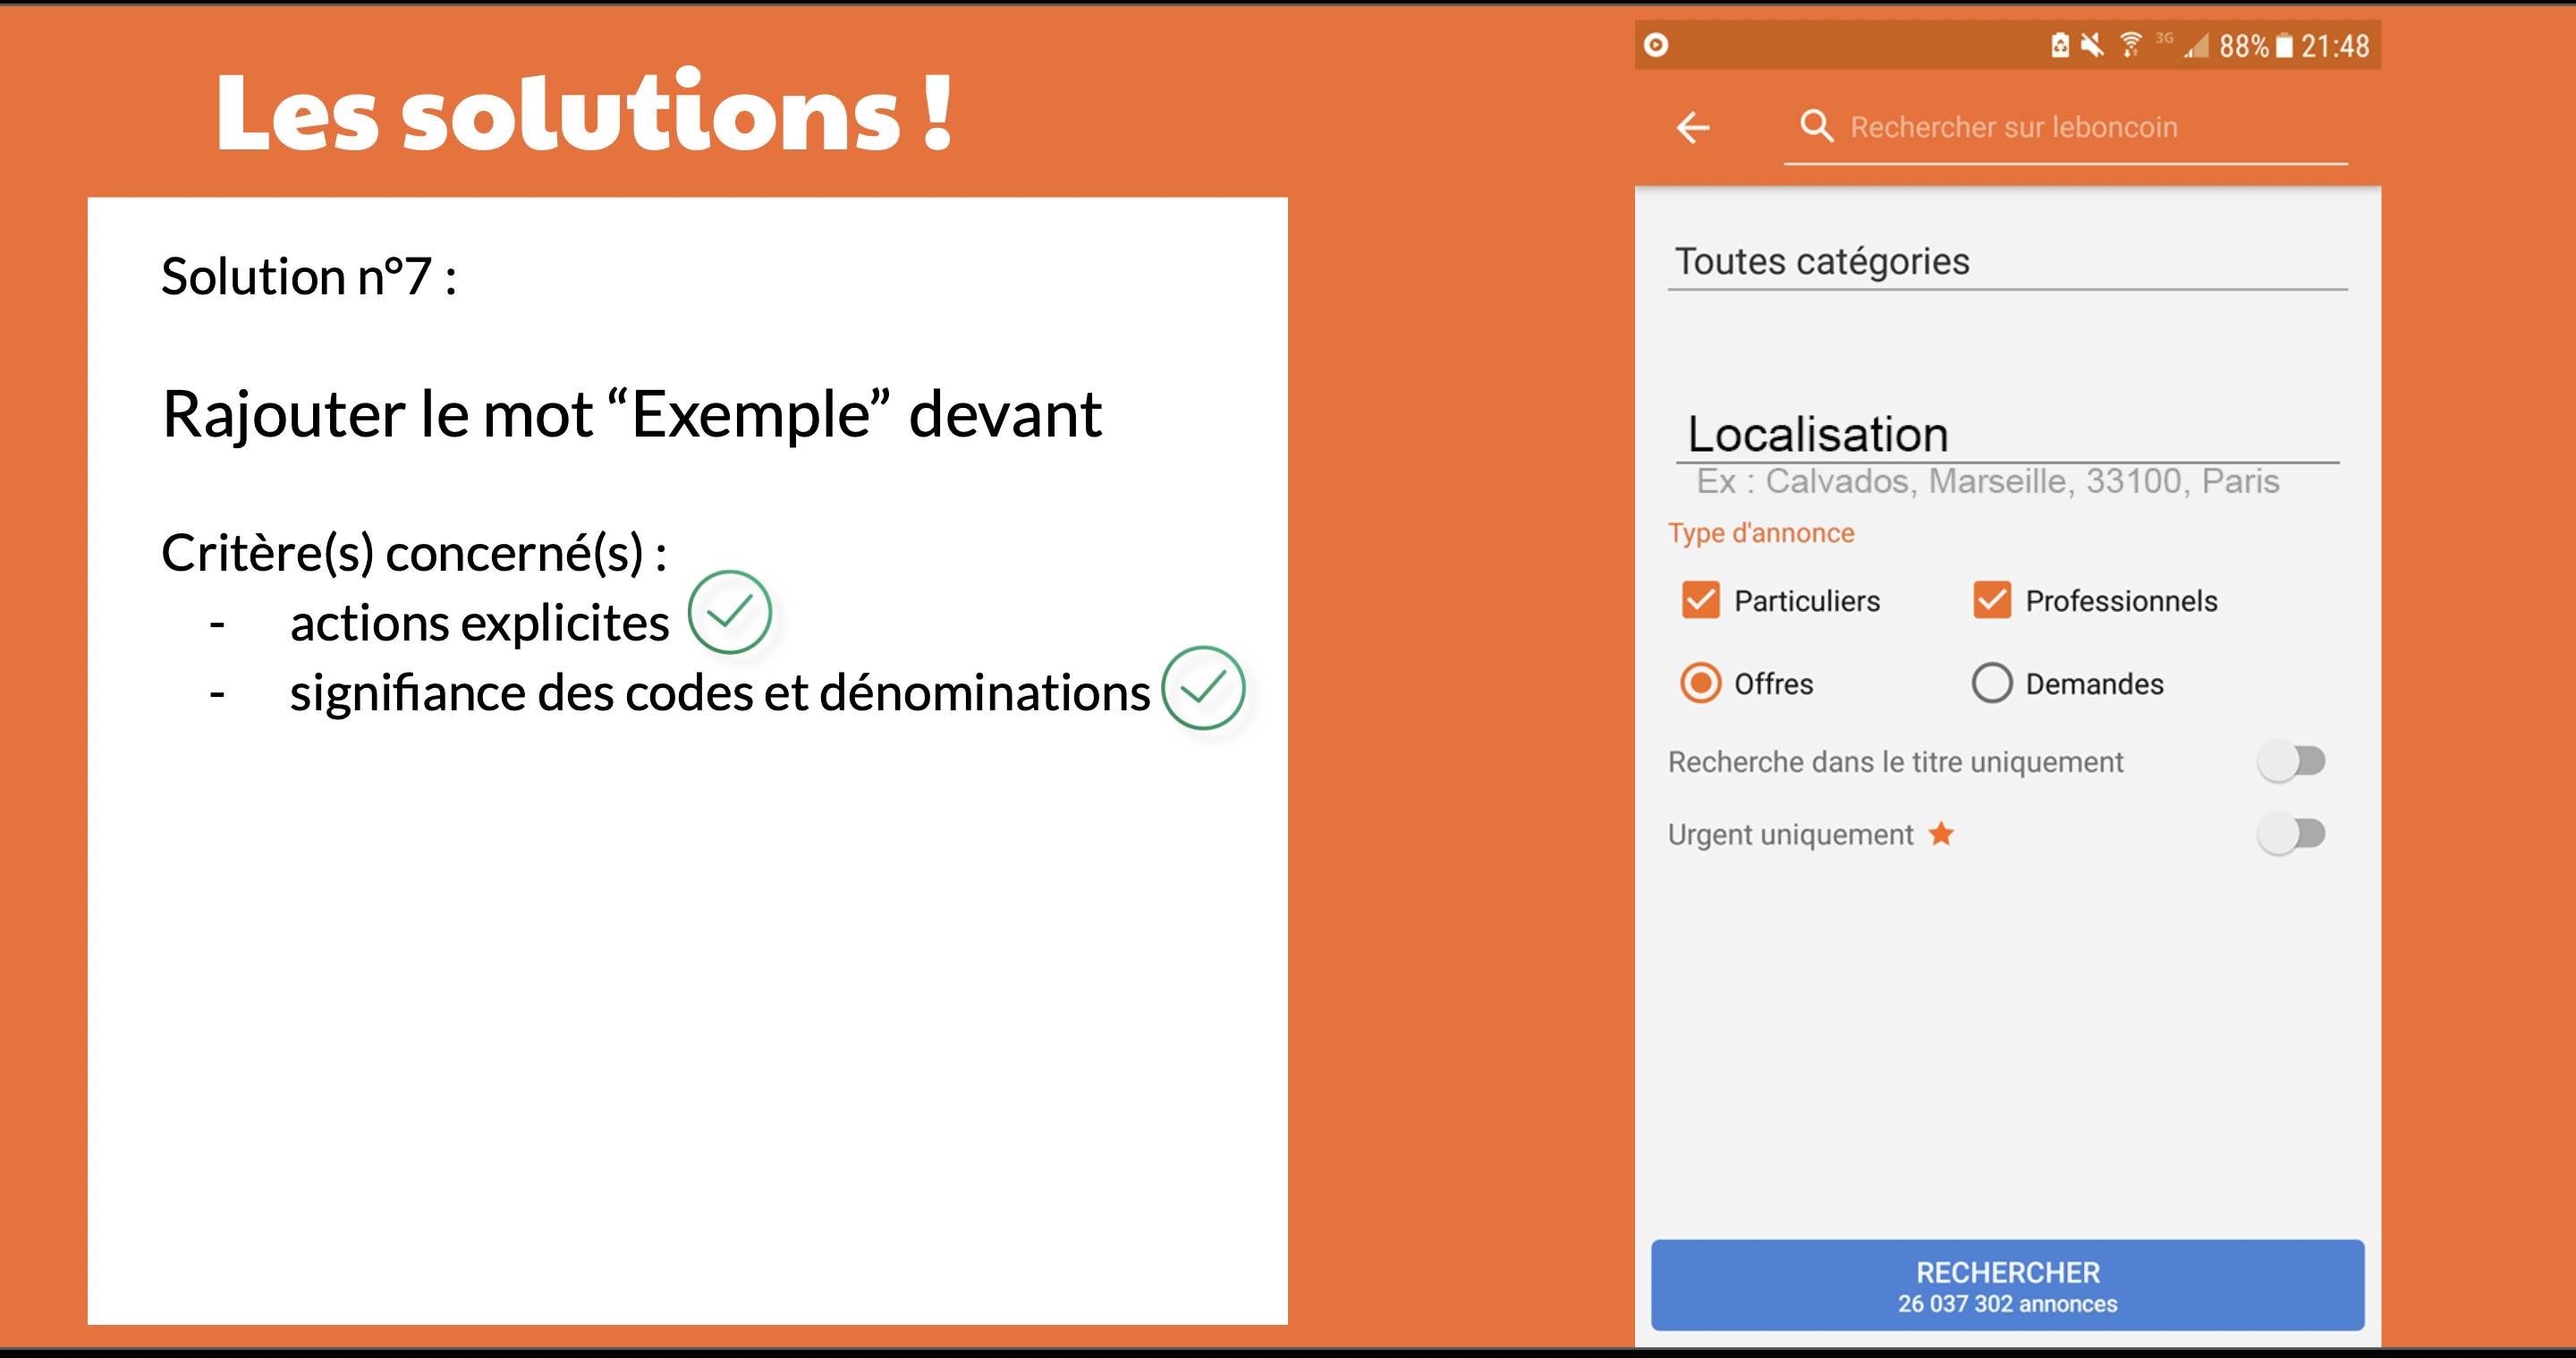 Les solutions !
Solution n°7 :
Rajouter le mot “Exemple” devant
Critère(s) concerné(s) :
- actions explicites
- signifiance des codes et dénominations
3G 88% 21:48
Rechercher sur leboncoin
Toutes catégories
Localisation
Ex : Calvados, Marseille, 33100, Paris
Type d'annonce
Particuliers Professionnels
Offres Demandes
Recherche dans le titre uniquement
Urgent uniquement
RECHERCHER
26 037 302 annonces